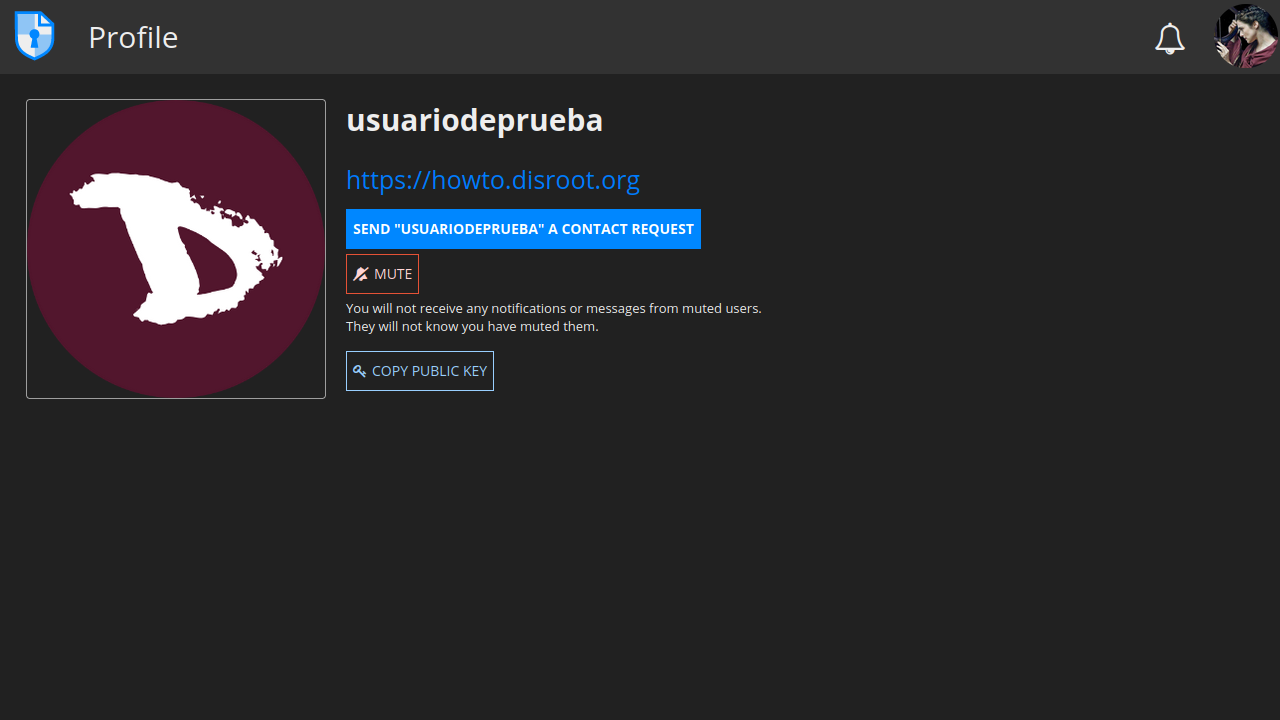 Profile
usuariodeprueba
https://howto.disroot.org
SEND "USUARIODEPRUEBA" A CONTACT REQUEST
MUTE
You will not receive any notifications or messages from muted users.
They will not know you have muted them.
COPY PUBLIC KEY